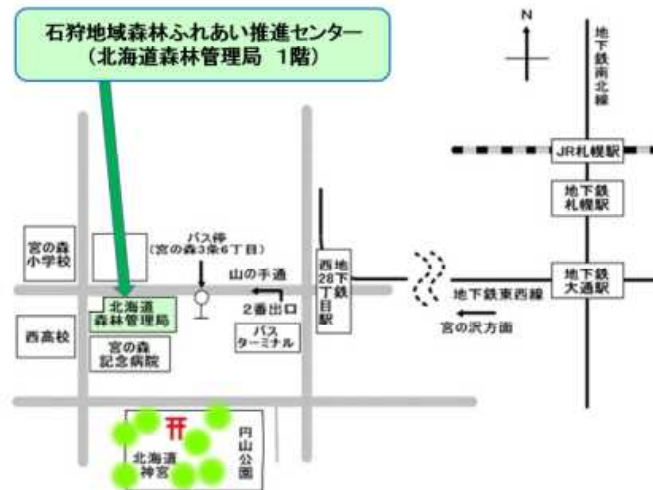 石狩地域森林ふれあい推進センター
(北海道森林管理局 1階)
N
地下鉄南北線
JR札幌駅
地下鉄
札幌駅
地下鉄
大通駅
地下鉄東西線
宮の沢方面
地下鉄
西28丁目駅
バス停
(宮の森3条6丁目)
山の手通
2番出口
バス
ターミナル
宮の森
小学校
北海道
森林管理局
西高校
宮の森
記念病院
北海道
神宮
円山公園